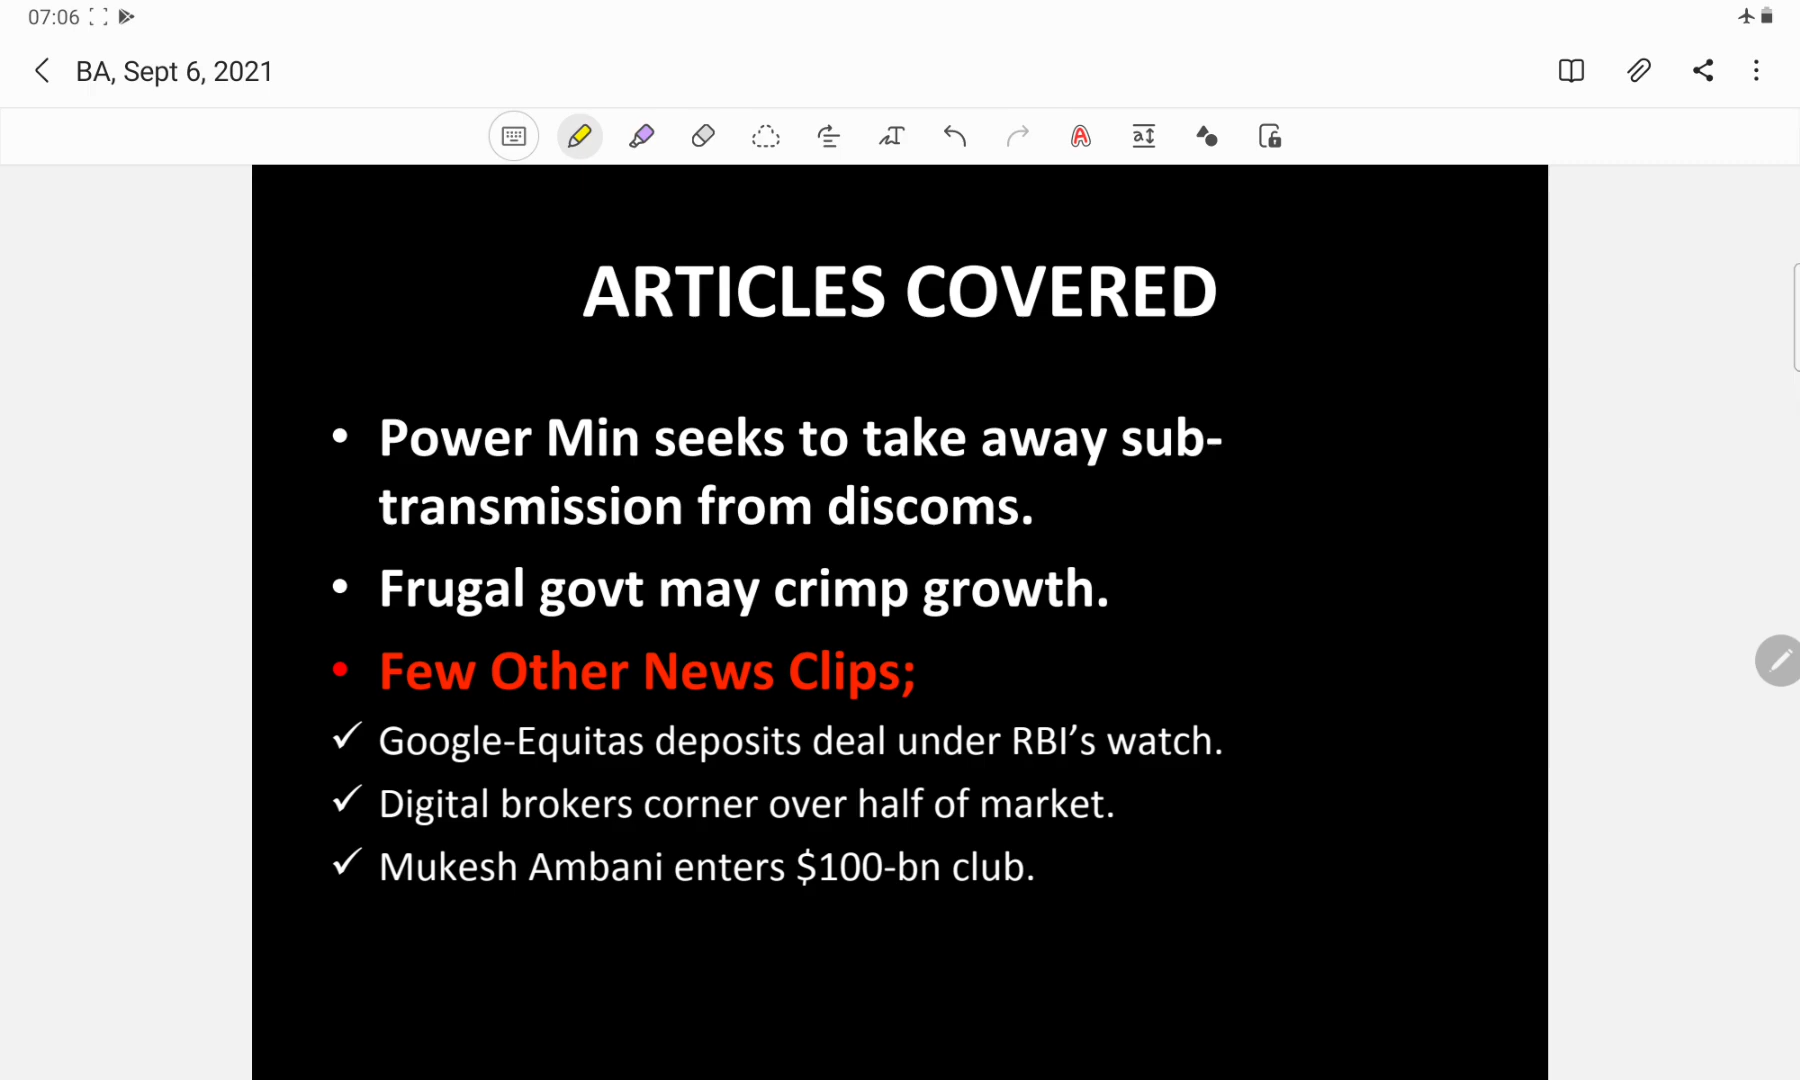 07:06
BA, Sept 6, 2021
ARTICLES COVERED
• Power Min seeks to take away sub-
transmission from discoms.
• Frugal govt may crimp growth.
• Few Other News Clips;
✓ Google-Equitas deposits deal under RBI’s watch.
✓ Digital brokers corner over half of market.
✓ Mukesh Ambani enters $100-bn club.